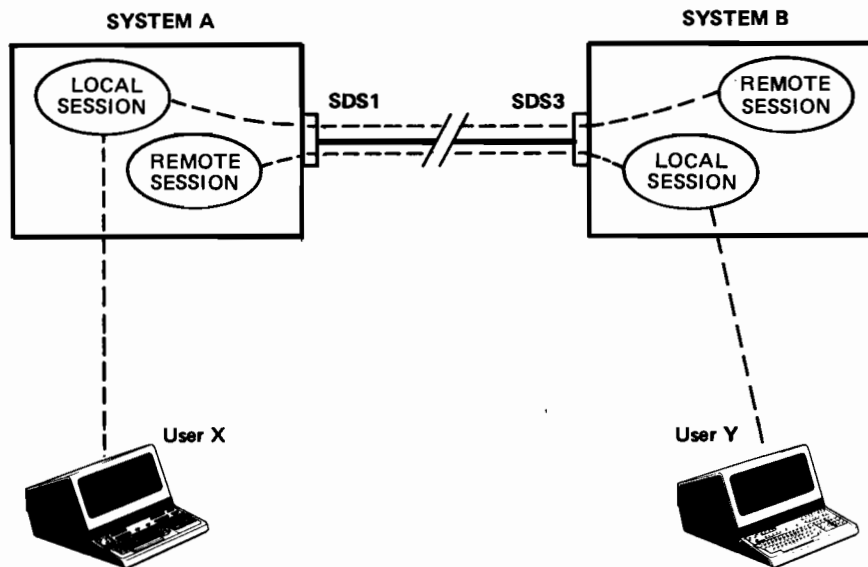 SYSTEM A
SYSTEM B
LOCAL
SESSION
REMOTE
SESSION
SDS1
SDS3
REMOTE
SESSION
LOCAL
SESSION
User X
User Y